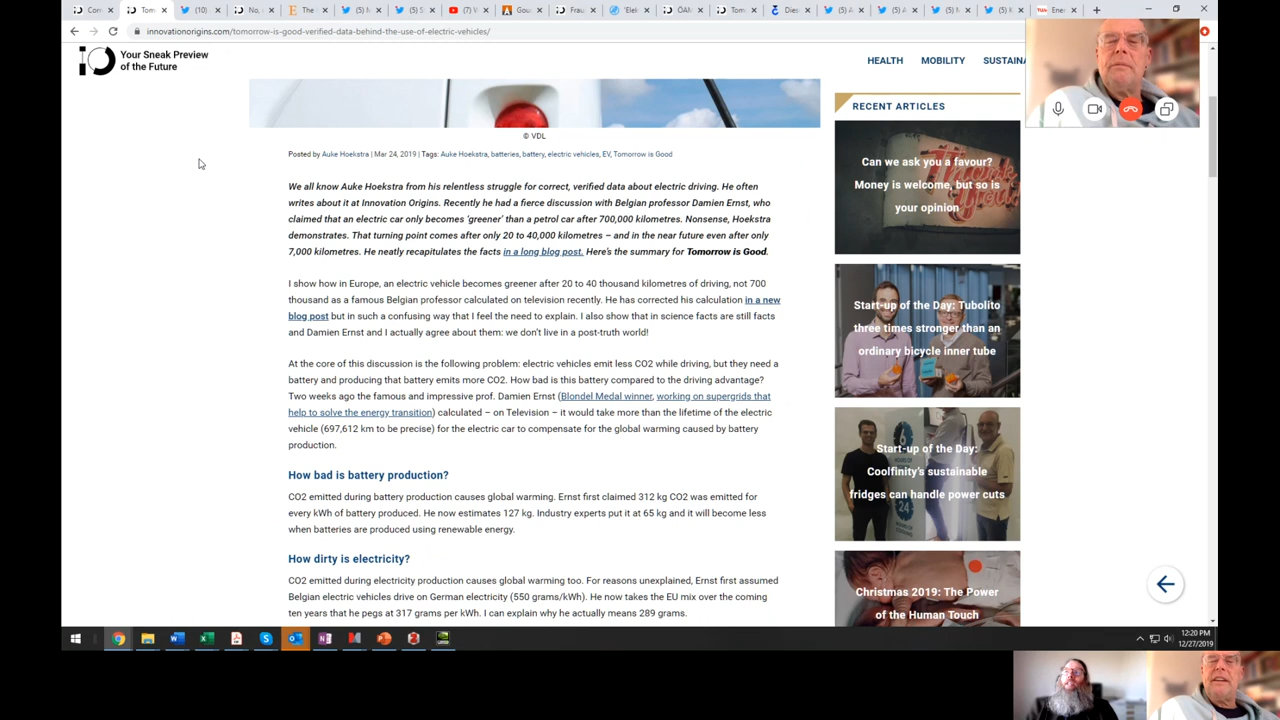 Corr
Tom
(10)
No,
The
(5) N
(5) S
(7) V
Gou
Frau
'Elek
ÖAM
Tom
Dies
(5) A
(5) A
(5) N
(5) R
Ener
innovationorigins.com/tomorrow-is-good-verified-data-behind-the-use-of-electric-vehicles/
Your Sneak Preview
of the Future
HEALTH MOBILITY SUSTAINA
© VDL
Posted by Auke Hoekstra | Mar 24, 2019 | Tags: Auke Hoekstra, batteries, battery, electric vehicles, EV, Tomorrow is Good
We all know Auke Hoekstra from his relentless struggle for correct, verified data about electric driving. He often
writes about it at Innovation Origins. Recently he had a fierce discussion with Belgian professor Damien Ernst, who
claimed that an electric car only becomes 'greener' than a petrol car after 700,000 kilometres. Nonsense, Hoekstra
demonstrates. That turning point comes after only 20 to 40,000 kilometres – and in the near future even after only
7,000 kilometres. He neatly recapitulates the facts in a long blog post. Here's the summary for Tomorrow is Good.
I show how in Europe, an electric vehicle becomes greener after 20 to 40 thousand kilometres of driving, not 700
thousand as a famous Belgian professor calculated on television recently. He has corrected his calculation in a new
blog post but in such a confusing way that I feel the need to explain. I also show that in science facts are still facts
and Damien Ernst and I actually agree about them: we don't live in a post-truth world!
At the core of this discussion is the following problem: electric vehicles emit less CO2 while driving, but they need a
battery and producing that battery emits more CO2. How bad is this battery compared to the driving advantage?
Two weeks ago the famous and impressive prof. Damien Ernst (Blondel Medal winner, working on supergrids that
help to solve the energy transition) calculated – on Television – it would take more than the lifetime of the electric
vehicle (697,612 km to be precise) for the electric car to compensate for the global warming caused by battery
production.
How bad is battery production?
CO2 emitted during battery production causes global warming. Ernst first claimed 312 kg CO2 was emitted for
every kWh of battery produced. He now estimates 127 kg. Industry experts put it at 65 kg and it will become less
when batteries are produced using renewable energy.
How dirty is electricity?
CO2 emitted during electricity production causes global warming too. For reasons unexplained, Ernst first assumed
Belgian electric vehicles drive on German electricity (550 grams/kWh). He now takes the EU mix over the coming
ten years that he pegs at 317 grams per kWh. I can explain why he actually means 289 grams.
RECENT ARTICLES
Can we ask you a favour?
Money is welcome, but so is
your opinion
Start-up of the Day: Tubolito
three times stronger than an
ordinary bicycle inner tube
Start-up of the Day:
Coolfinity's sustainable
fridges can handle power cuts
Christmas 2019: The Power
of the Human Touch
12:20 PM
12/27/2019